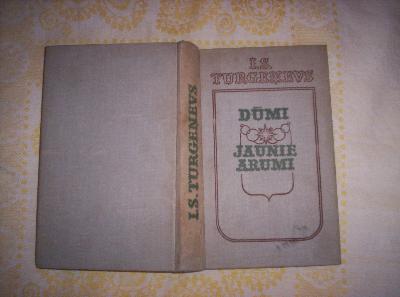 I.S. TURGEŅEVS
I.S.
TURGEŅEVS
DŪMI
JAUNIE
ARUMI